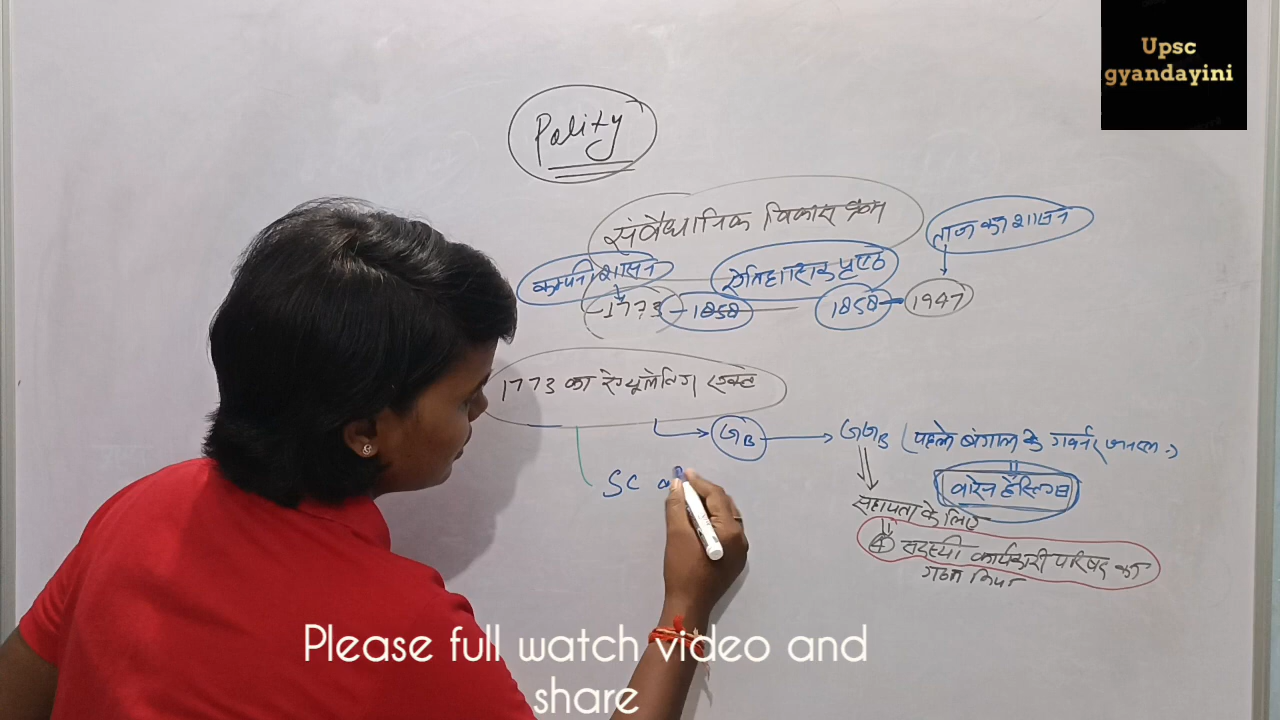 Upsc
gyandayini
Polity
संवैधानिक विकास क्रम
ताज का शासन
कम्पनी शासन
ऐतिहासिक पृष्ठ
1773 - 1858
1858 - 1947
1773 का रेग्यूलेटिंग एक्ट
GB
GGB (पहले बंगाल के गवर्नर जनरल.)
वारेन हेस्टिंग्स
SC
सहायता के लिए
④ सदस्यी कार्यकारी परिषद का
गठन किया
Please full watch video and
share